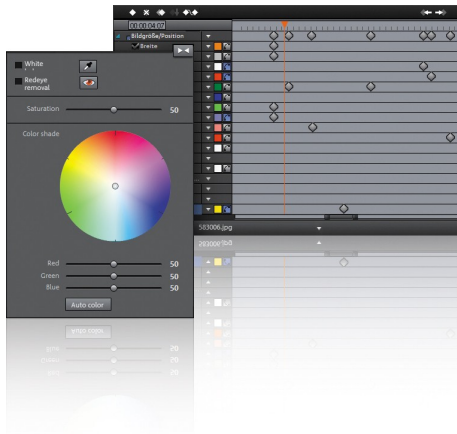 00:00:04:07
Bildgröße/Position
Breite
White
Redeye
removal
Saturation 50
Color shade
Red 50
Green 50
Blue 50
Auto color
583006.jpg